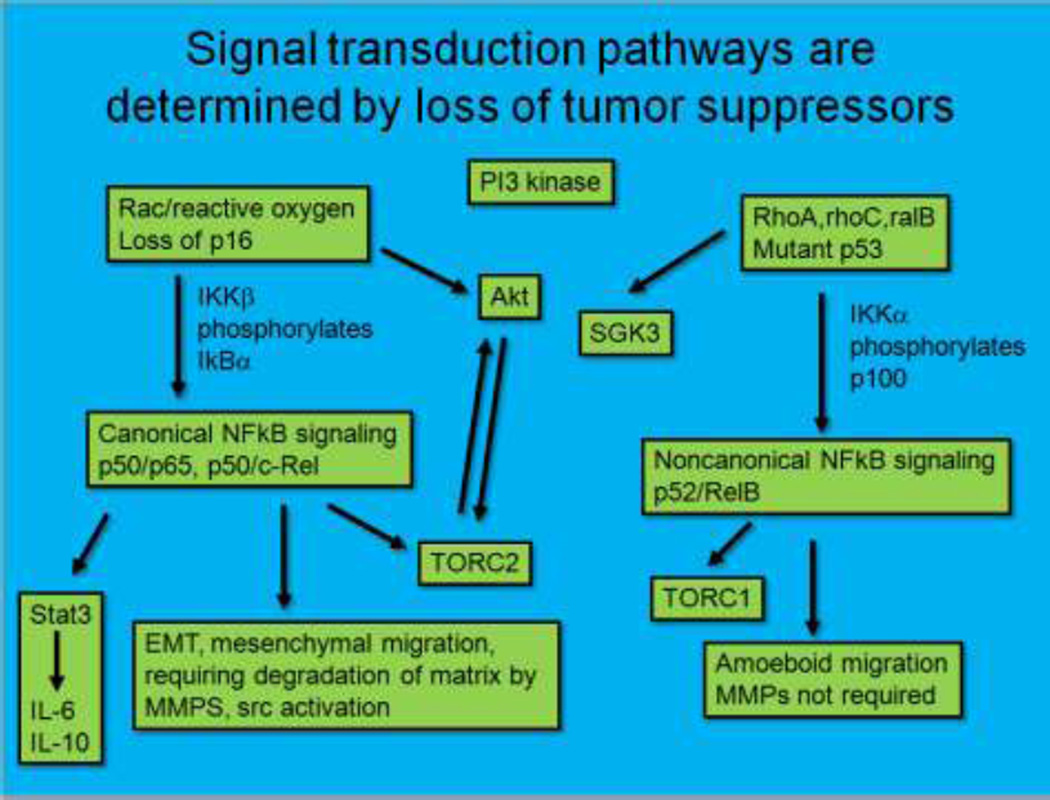 Signal transduction pathways are
determined by loss of tumor suppressors
PI3 kinase
Rac/reactive oxygen
Loss of p16
RhoA,rhoC,ralB
Mutant p53
Akt
SGK3
IKKβ
phosphorylates
IkBα
IKKα
phosphorylates
p100
Canonical NFkB signaling
p50/p65, p50/c-Rel
Noncanonical NFkB signaling
p52/RelB
TORC2
TORC1
Stat3
IL-6
IL-10
EMT, mesenchymal migration,
requiring degradation of matrix by
MMPS, src activation
Amoeboid migration
MMPs not required